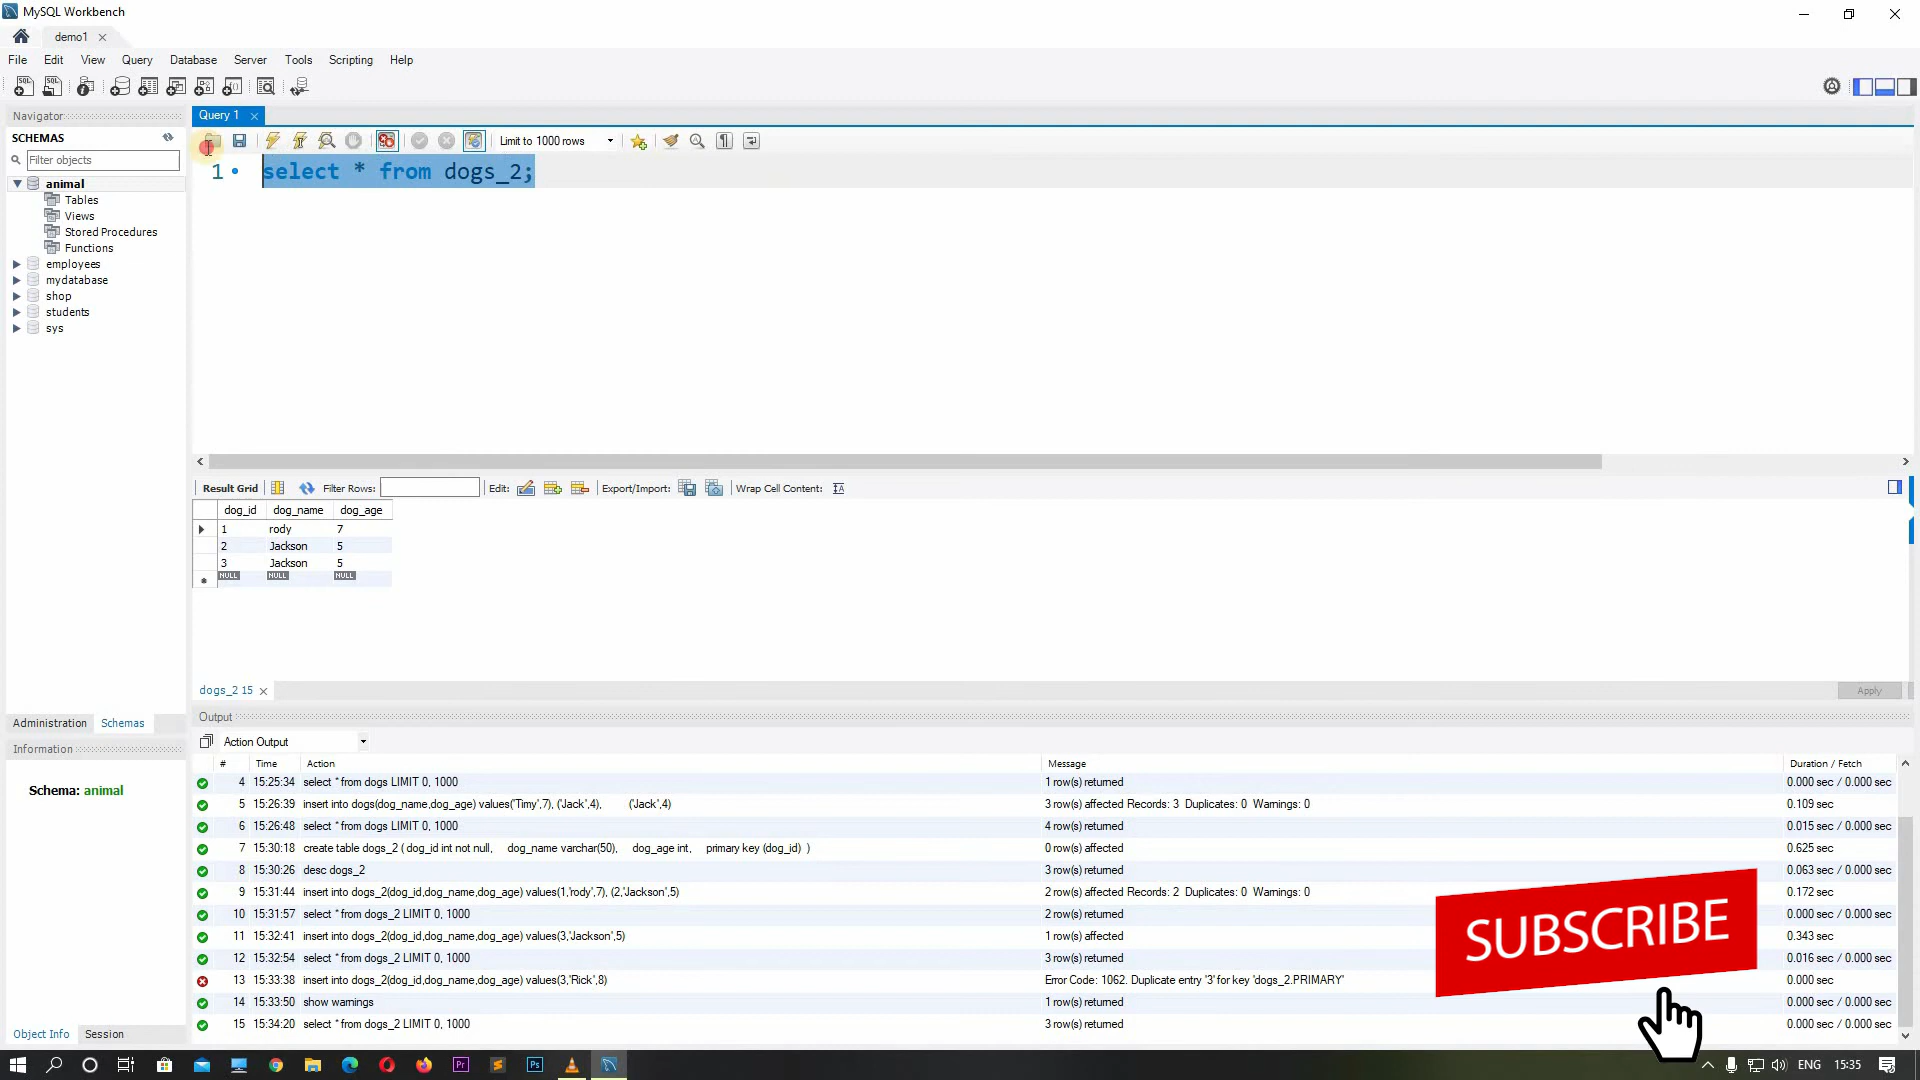 MySQL Workbench
demo1
File Edit View Query Database Server Tools Scripting Help
Navigator
SCHEMAS
Filter objects
animal
Tables
Views
Stored Procedures
Functions
employees
mydatabase
shop
students
sys
Administration Schemas
Information
Schema: animal
Object Info Session
Query 1
Limit to 1000 rows
1 select * from dogs_2;
Result Grid Filter Rows: Edit: Export/Import: Wrap Cell Content:
dog_id dog_name dog_age
1 rody 7
2 Jackson 5
3 Jackson 5
NULL NULL NULL
dogs_2 15
Apply
Output
Action Output
# Time Action Message Duration / Fetch
4 15:25:34 select * from dogs LIMIT 0, 1000 1 row(s) returned 0.000 sec / 0.000 sec
5 15:26:39 insert into dogs(dog_name,dog_age) values('Timy',7), ('Jack',4), ('Jack',4) 3 row(s) affected Records: 3 Duplicates: 0 Warnings: 0 0.109 sec
6 15:26:48 select * from dogs LIMIT 0, 1000 4 row(s) returned 0.015 sec / 0.000 sec
7 15:30:18 create table dogs_2 ( dog_id int not null, dog_name varchar(50), dog_age int, primary key (dog_id) ) 0 row(s) affected 0.625 sec
8 15:30:26 desc dogs_2 3 row(s) returned 0.063 sec / 0.000 sec
9 15:31:44 insert into dogs_2(dog_id,dog_name,dog_age) values(1,'rody',7), (2,'Jackson',5) 2 row(s) affected Records: 2 Duplicates: 0 Warnings: 0 0.172 sec
10 15:31:57 select * from dogs_2 LIMIT 0, 1000 2 row(s) returned 0.000 sec / 0.000 sec
11 15:32:41 insert into dogs_2(dog_id,dog_name,dog_age) values(3,'Jackson',5) 1 row(s) affected 0.343 sec
12 15:32:54 select * from dogs_2 LIMIT 0, 1000 3 row(s) returned 0.016 sec / 0.000 sec
13 15:33:38 insert into dogs_2(dog_id,dog_name,dog_age) values(3,'Rick',8) Error Code: 1062. Duplicate entry '3' for key 'dogs_2.PRIMARY' 0.000 sec
14 15:33:50 show warnings 1 row(s) returned 0.000 sec / 0.000 sec
15 15:34:20 select * from dogs_2 LIMIT 0, 1000 3 row(s) returned 0.000 sec / 0.000 sec
SUBSCRIBE
Pr Ps
ENG 15:35